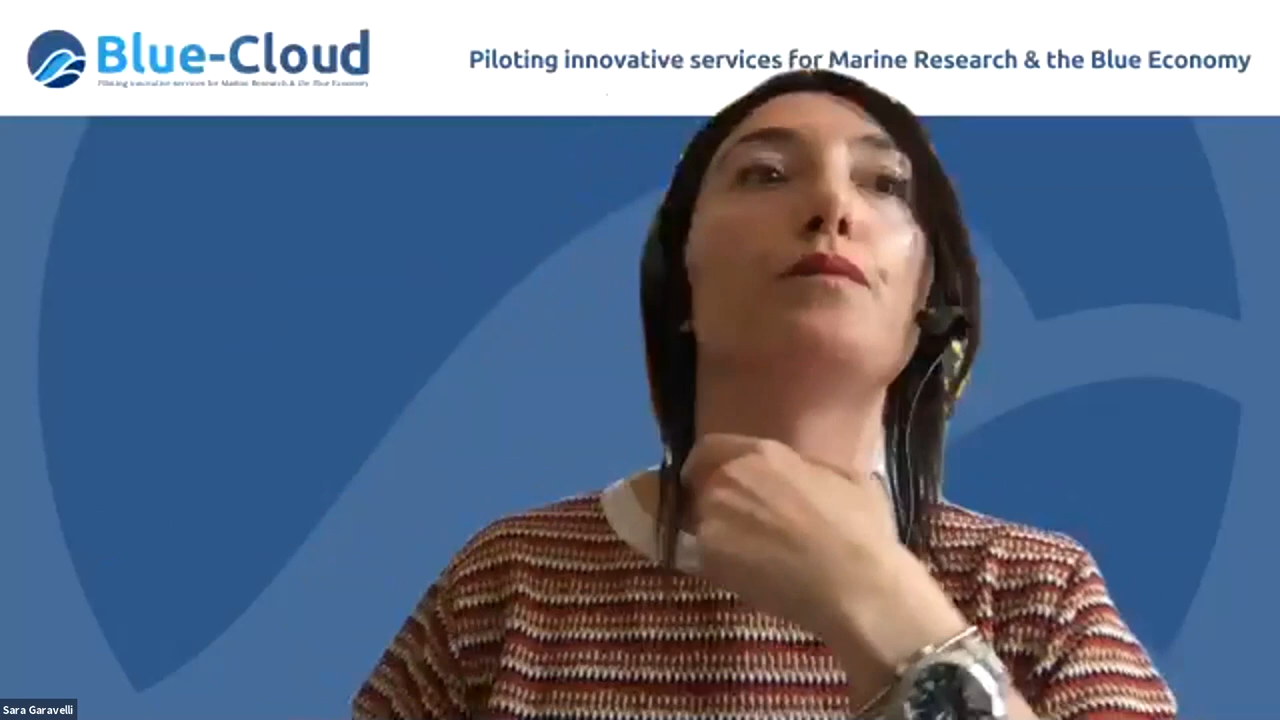 Blue-Cloud
Piloting innovative services for Marine Research & the Blue Economy
Piloting innovative services for Marine Research & the Blue Economy
Sara Garavelli